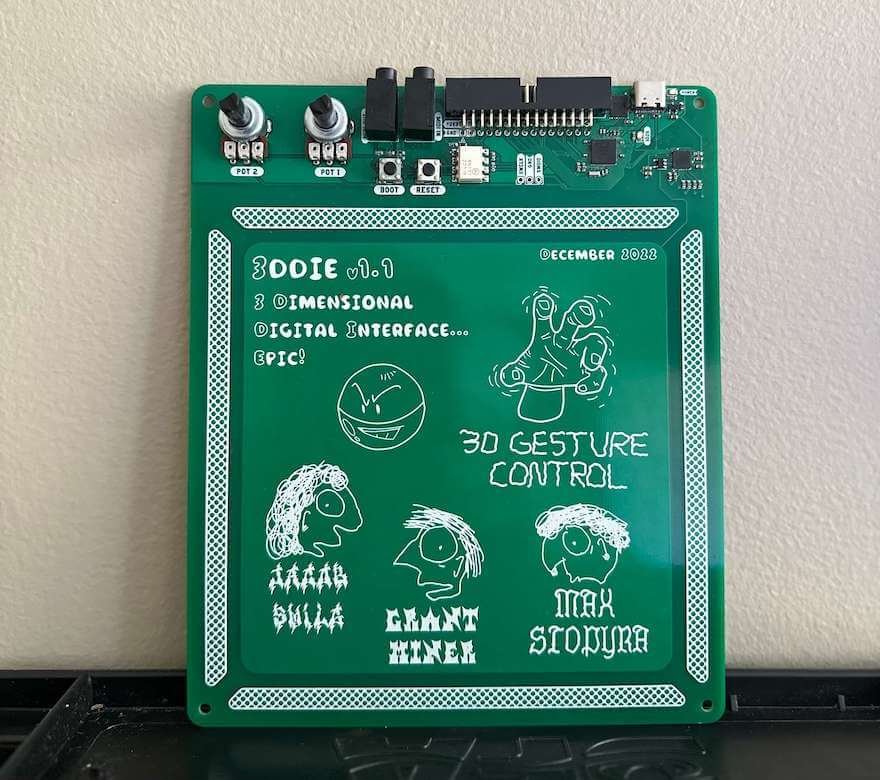 POT 2
POT 1
BOOT
RESET
3DDIE v1.1
3 Dimensional
Digital Interface...
Epic!
December 2022
3D GESTURE
CONTROL
GRANT
MINER
MAX
SLOPYRA